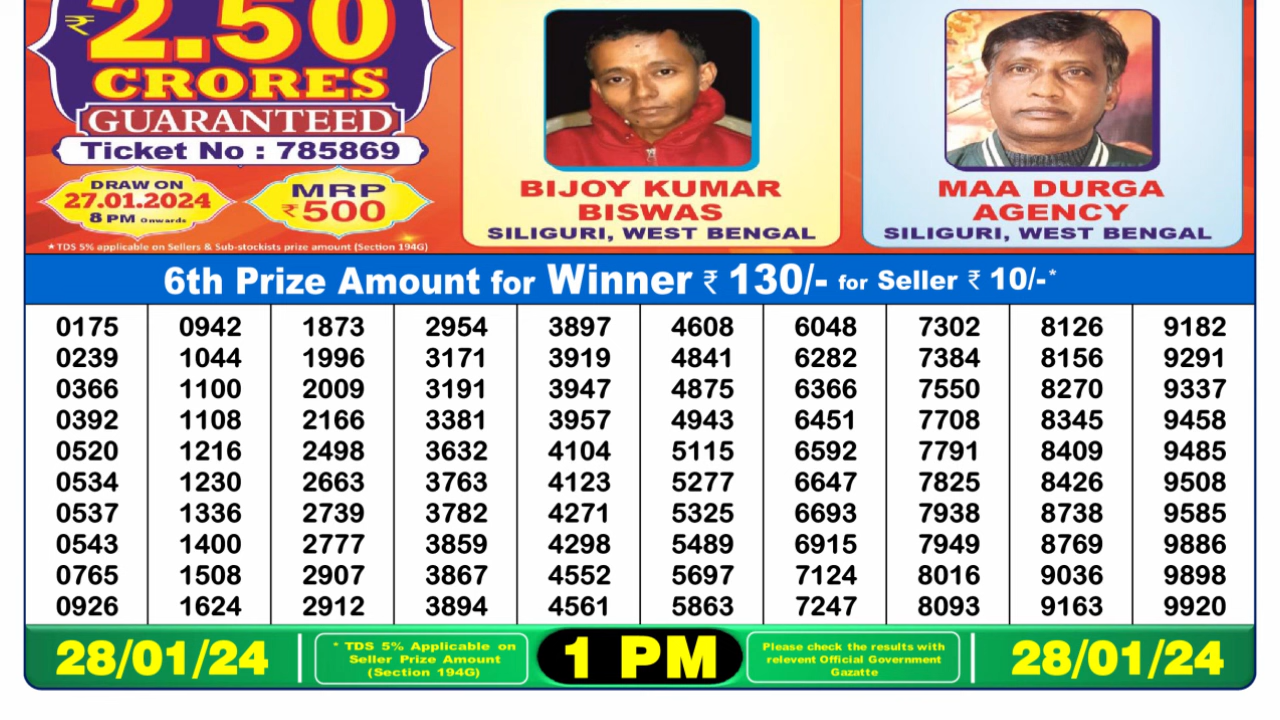 ₹2.50
CRORES
GUARANTEED
Ticket No : 785869
DRAW ON
27.01.2024
8 PM Onwards
MRP
₹500
★TDS 5% applicable on Sellers & Sub-stockists prize amount (Section 194G)
BIJOY KUMAR
BISWAS
SILIGURI, WEST BENGAL
MAA DURGA
AGENCY
SILIGURI, WEST BENGAL
6th Prize Amount for Winner ₹ 130/- for Seller ₹ 10/-*
0175 0942 1873 2954 3897 4608 6048 7302 8126 9182
0239 1044 1996 3171 3919 4841 6282 7384 8156 9291
0366 1100 2009 3191 3947 4875 6366 7550 8270 9337
0392 1108 2166 3381 3957 4943 6451 7708 8345 9458
0520 1216 2498 3632 4104 5115 6592 7791 8409 9485
0534 1230 2663 3763 4123 5277 6647 7825 8426 9508
0537 1336 2739 3782 4271 5325 6693 7938 8738 9585
0543 1400 2777 3859 4298 5489 6915 7949 8769 9886
0765 1508 2907 3867 4552 5697 7124 8016 9036 9898
0926 1624 2912 3894 4561 5863 7247 8093 9163 9920
28/01/24
* TDS 5% Applicable on
Seller Prize Amount
(Section 194G)
1 PM
Please check the results with
relevent Official Government
Gazatte
28/01/24